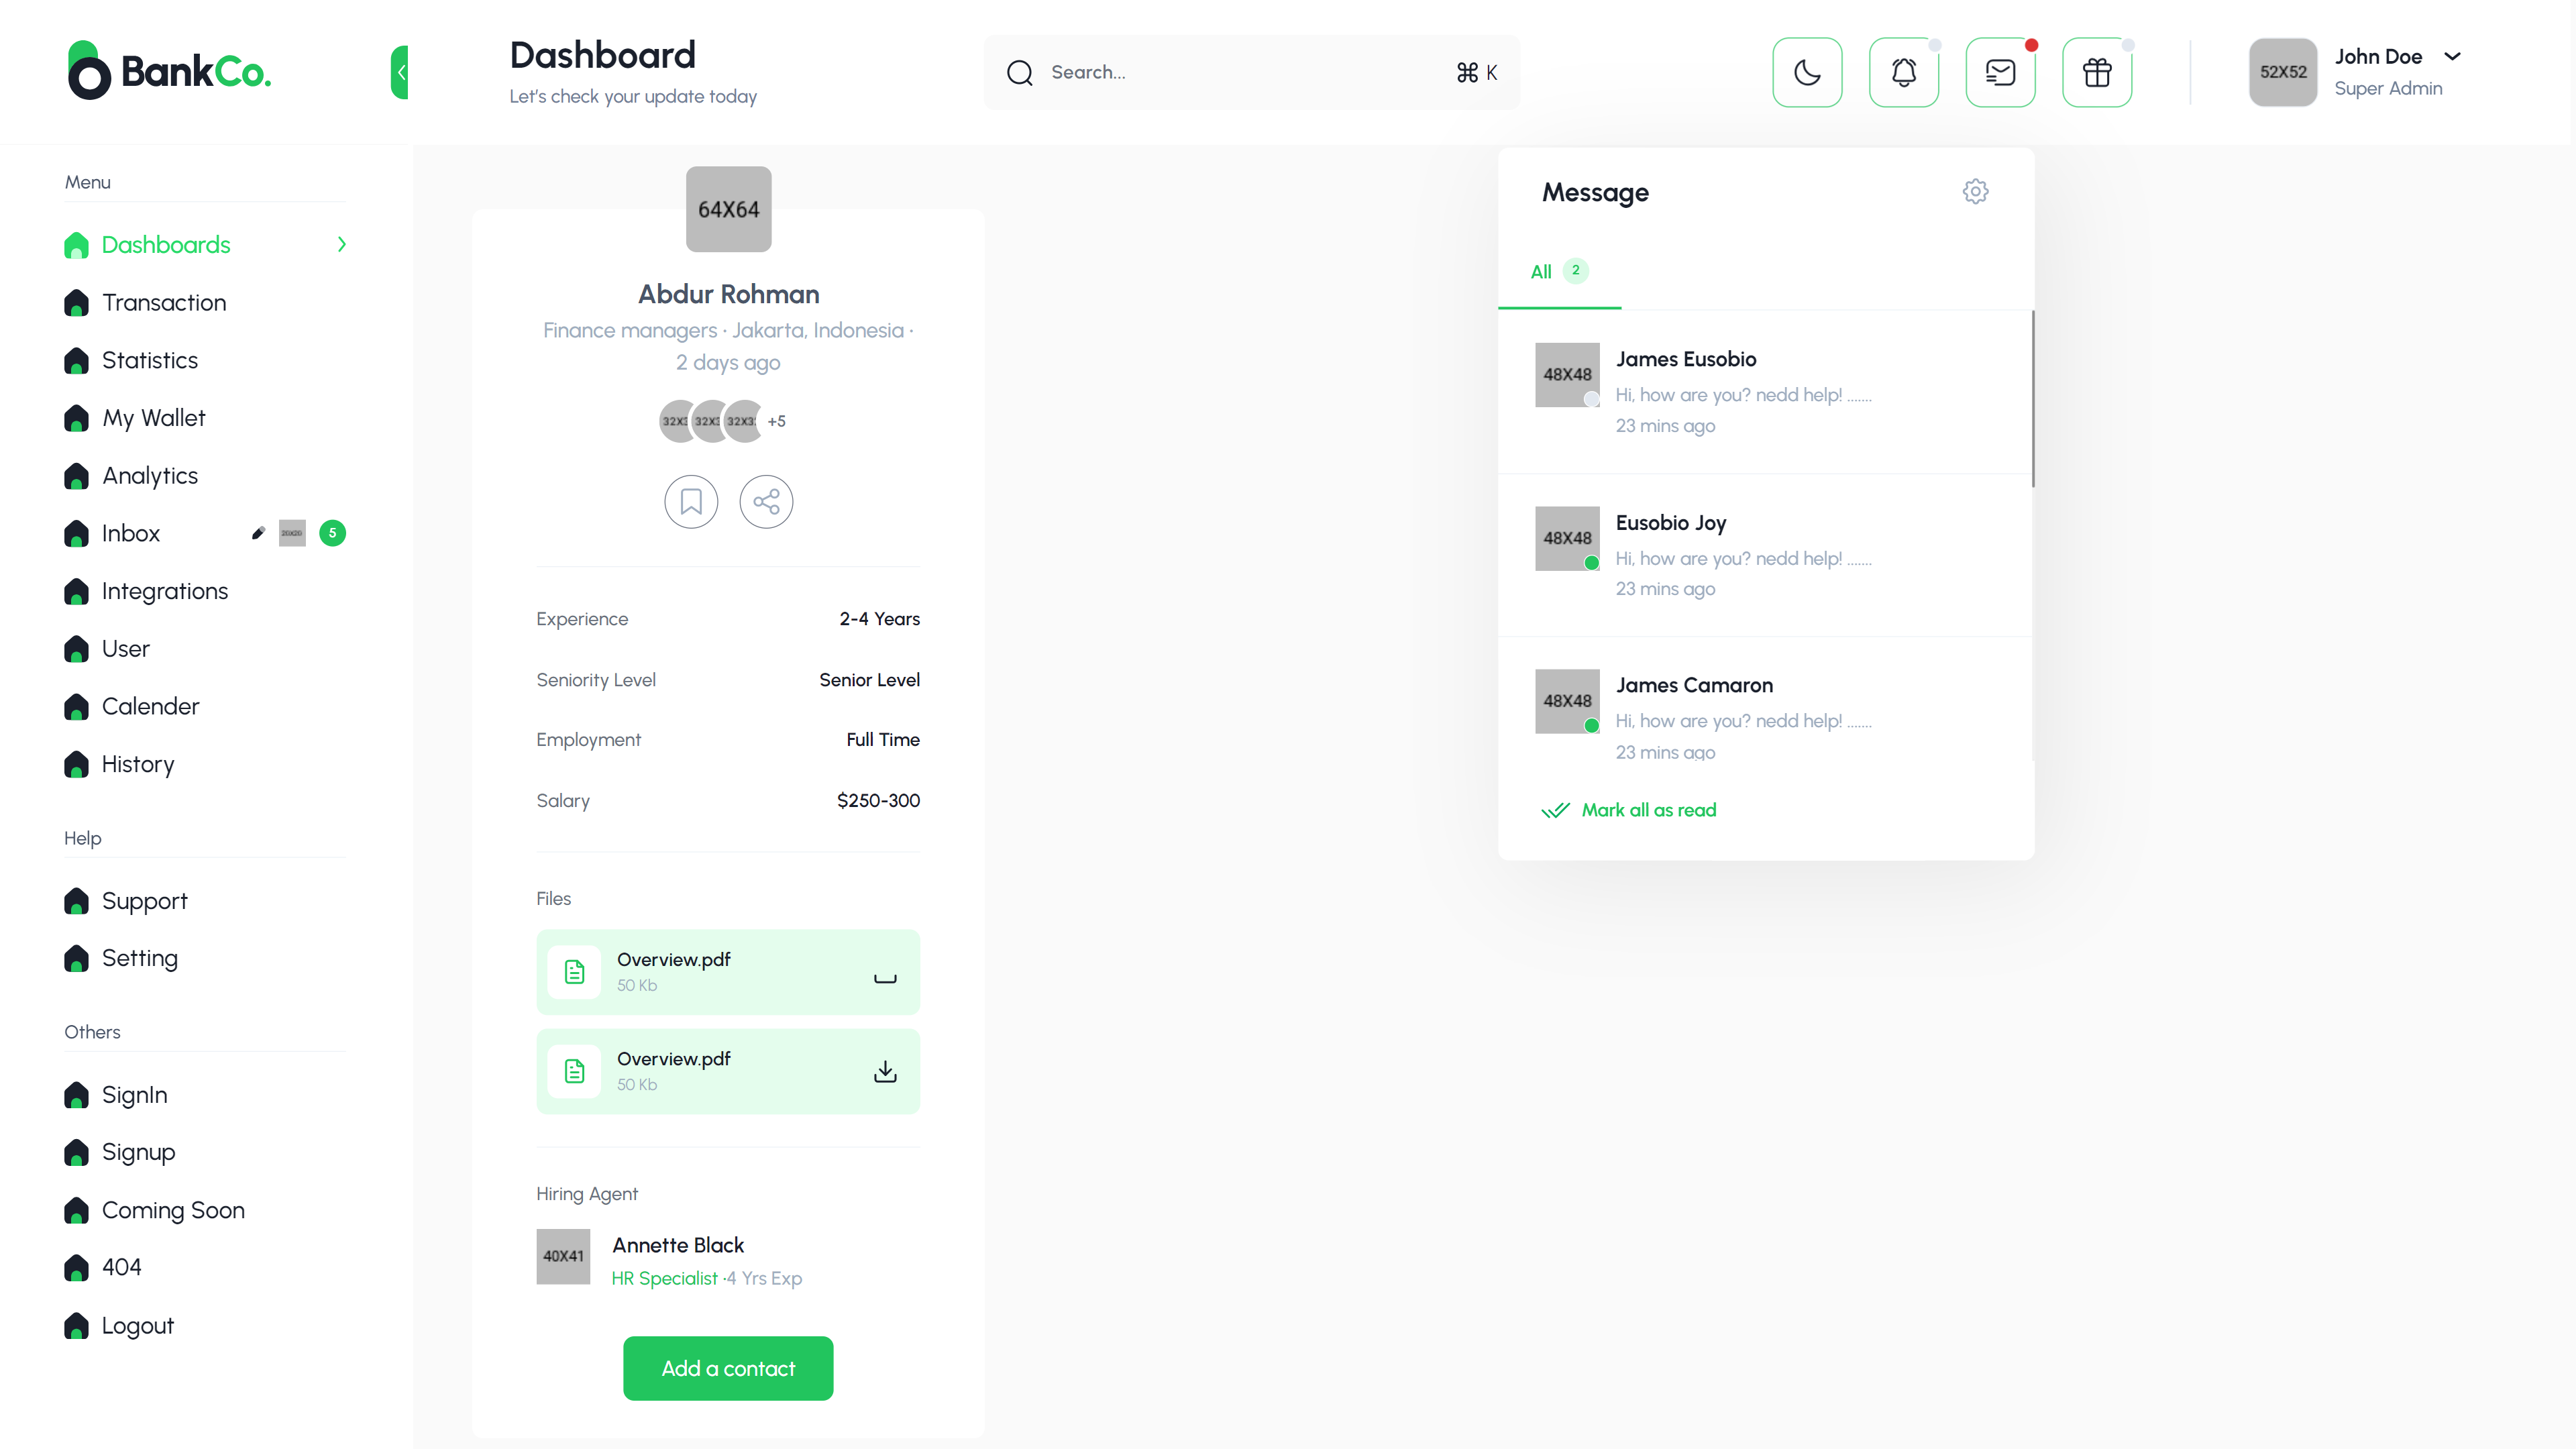 BankCo.
Dashboard
Let's check your update today
Search...
⌘ K
52X52
John Doe
Super Admin
Menu
Dashboards
Transaction
Statistics
My Wallet
Analytics
Inbox
5
Integrations
User
Calender
History
Help
Support
Setting
Others
SignIn
Signup
Coming Soon
404
Logout
64X64
Abdur Rohman
Finance managers · Jakarta, Indonesia ·
2 days ago
+5
Experience 2-4 Years
Seniority Level Senior Level
Employment Full Time
Salary $250-300
Files
Overview.pdf
50 Kb
Overview.pdf
50 Kb
Hiring Agent
40X41
Annette Black
HR Specialist ·4 Yrs Exp
Add a contact
Message
All 2
48X48
James Eusobio
Hi, how are you? nedd help! .......
23 mins ago
48X48
Eusobio Joy
Hi, how are you? nedd help! .......
23 mins ago
48X48
James Camaron
Hi, how are you? nedd help! .......
23 mins ago
Mark all as read